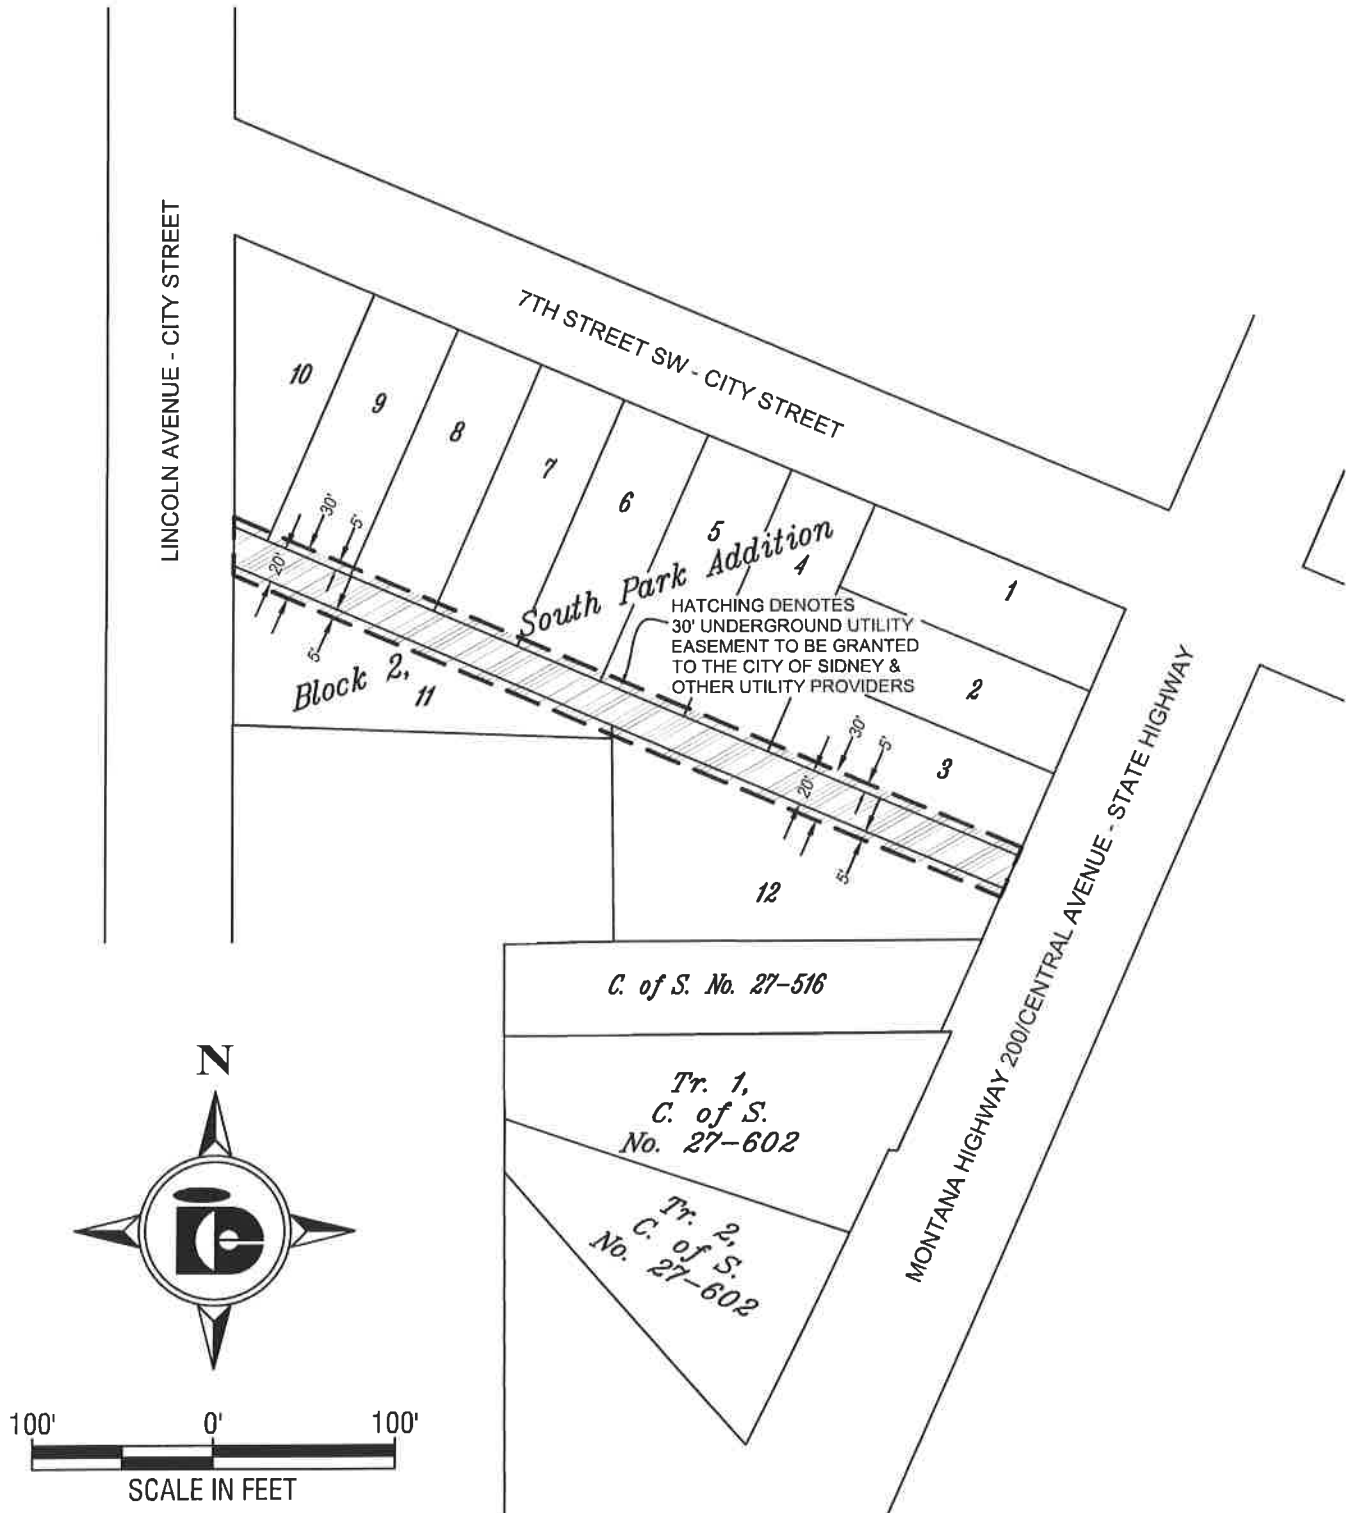 LINCOLN AVENUE - CITY STREET
7TH STREET SW - CITY STREET
10
9
8
7
6
5
4
1
2
3
South Park Addition
HATCHING DENOTES
30' UNDERGROUND UTILITY
EASEMENT TO BE GRANTED
TO THE CITY OF SIDNEY &
OTHER UTILITY PROVIDERS
30'
5'
20'
5'
Block 2,
11
30'
5'
20'
5'
12
MONTANA HIGHWAY 200/CENTRAL AVENUE - STATE HIGHWAY
C. of S. No. 27-516
Tr. 1,
C. of S.
No. 27-602
Tr. 2,
C. of S.
No. 27-602
N
100' 0' 100'
SCALE IN FEET